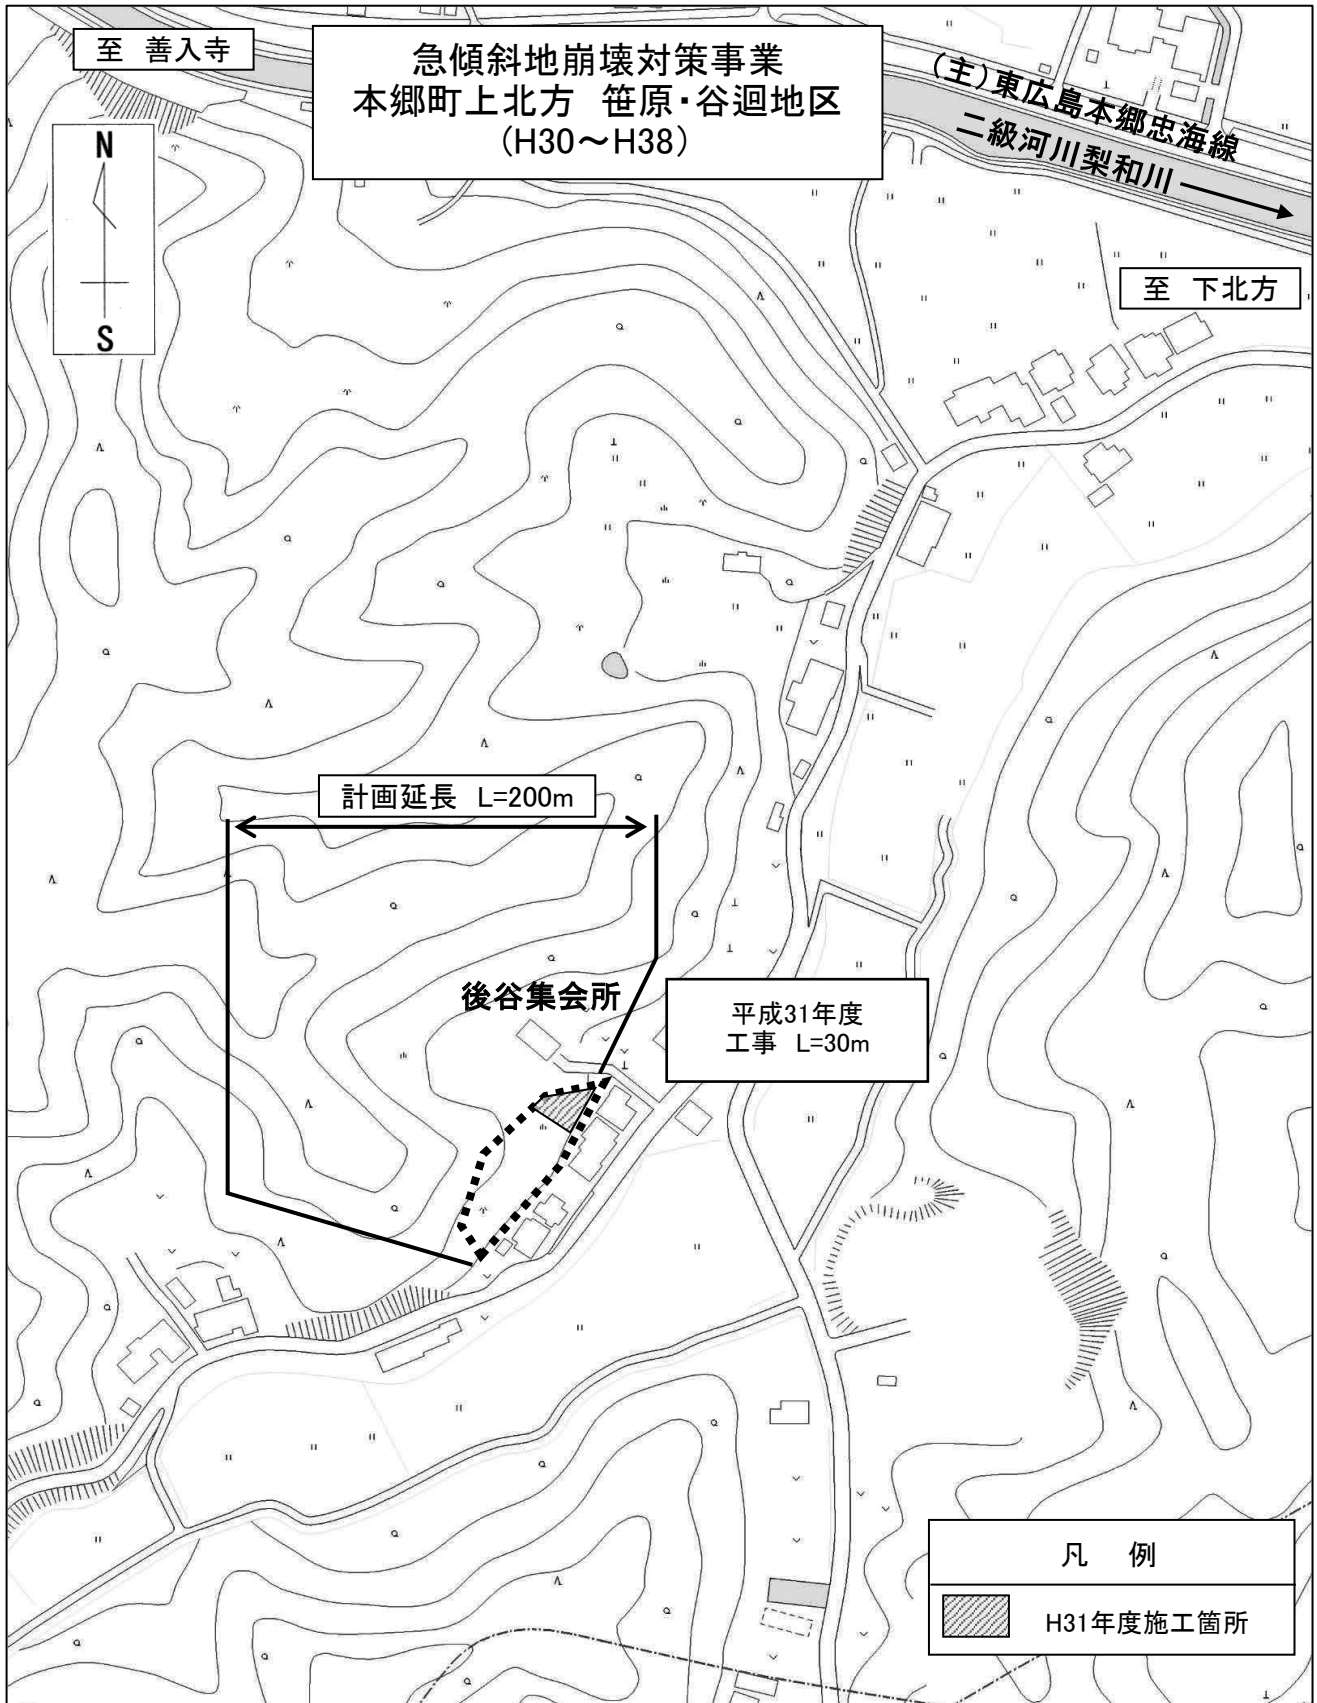 至 善入寺
急傾斜地崩壊対策事業
本郷町上北方 笹原・谷迴地区
(H30～H38)
(主)東広島本郷忠海線
二級河川梨和川
N
S
至 下北方
計画延長 L=200m
後谷集会所
平成31年度
工事 L=30m
凡 例
H31年度施工箇所